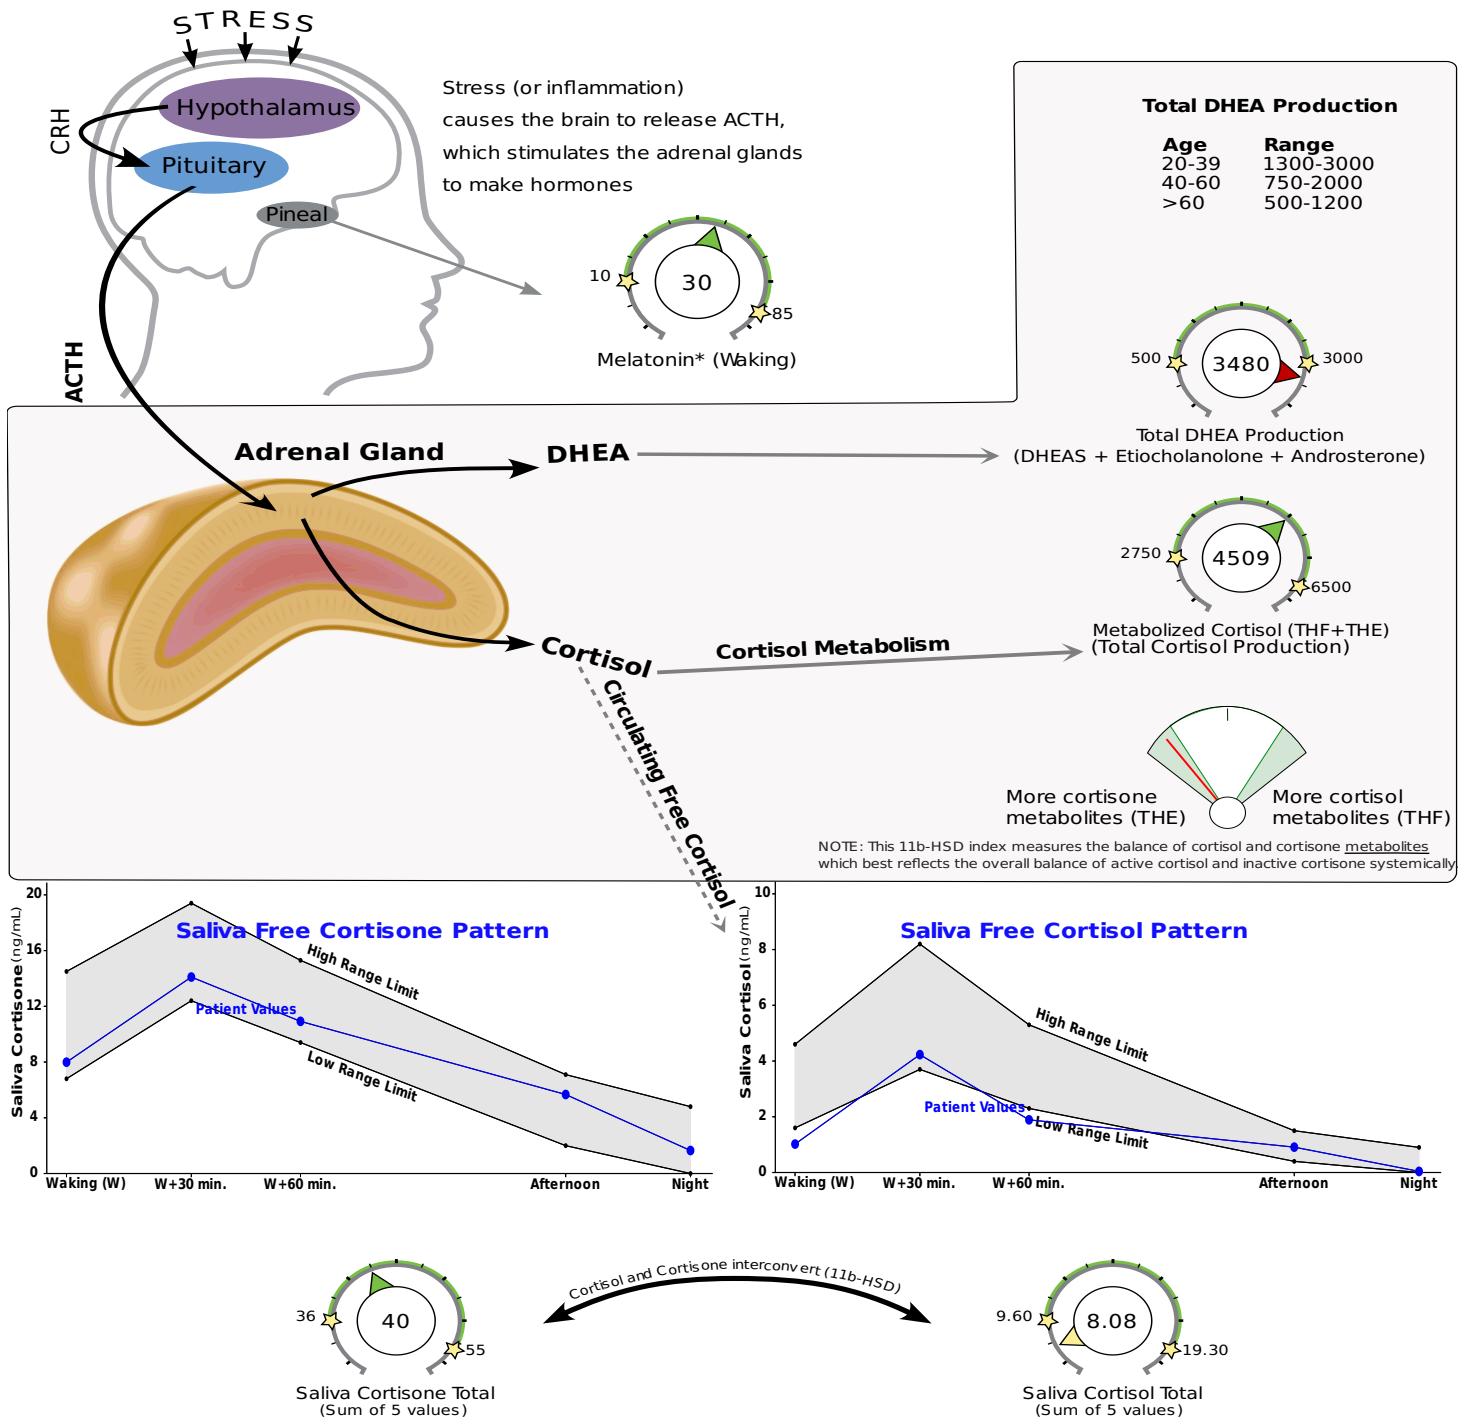 STRESS
Hypothalamus
CRH
Pituitary
Pineal
ACTH
Stress (or inflammation)
causes the brain to release ACTH,
which stimulates the adrenal glands
to make hormones
10
30
85
Melatonin* (Waking)
Total DHEA Production
Age Range
20-39 1300-3000
40-60 750-2000
>60 500-1200
500
3480
3000
Total DHEA Production
(DHEAS + Etiocholanolone + Androsterone)
Adrenal Gland
DHEA
Cortisol
Cortisol Metabolism
Circulating Free Cortisol
2750
4509
6500
Metabolized Cortisol (THF+THE)
(Total Cortisol Production)
More cortisone
metabolites (THE)
More cortisol
metabolites (THF)
NOTE: This 11b-HSD index measures the balance of cortisol and cortisone metabolites
which best reflects the overall balance of active cortisol and inactive cortisone systemically.
Saliva Free Cortisone Pattern
Saliva Cortisone (ng/mL)
20
16
12
8
4
0
High Range Limit
Patient Values
Low Range Limit
Waking (W) W+30 min. W+60 min. Afternoon Night
Saliva Free Cortisol Pattern
Saliva Cortisol (ng/mL)
10
8
6
4
2
0
High Range Limit
Patient Values
Low Range Limit
Waking (W) W+30 min. W+60 min. Afternoon Night
36
40
55
Saliva Cortisone Total
(Sum of 5 values)
Cortisol and Cortisone interconvert (11b-HSD)
9.60
8.08
19.30
Saliva Cortisol Total
(Sum of 5 values)